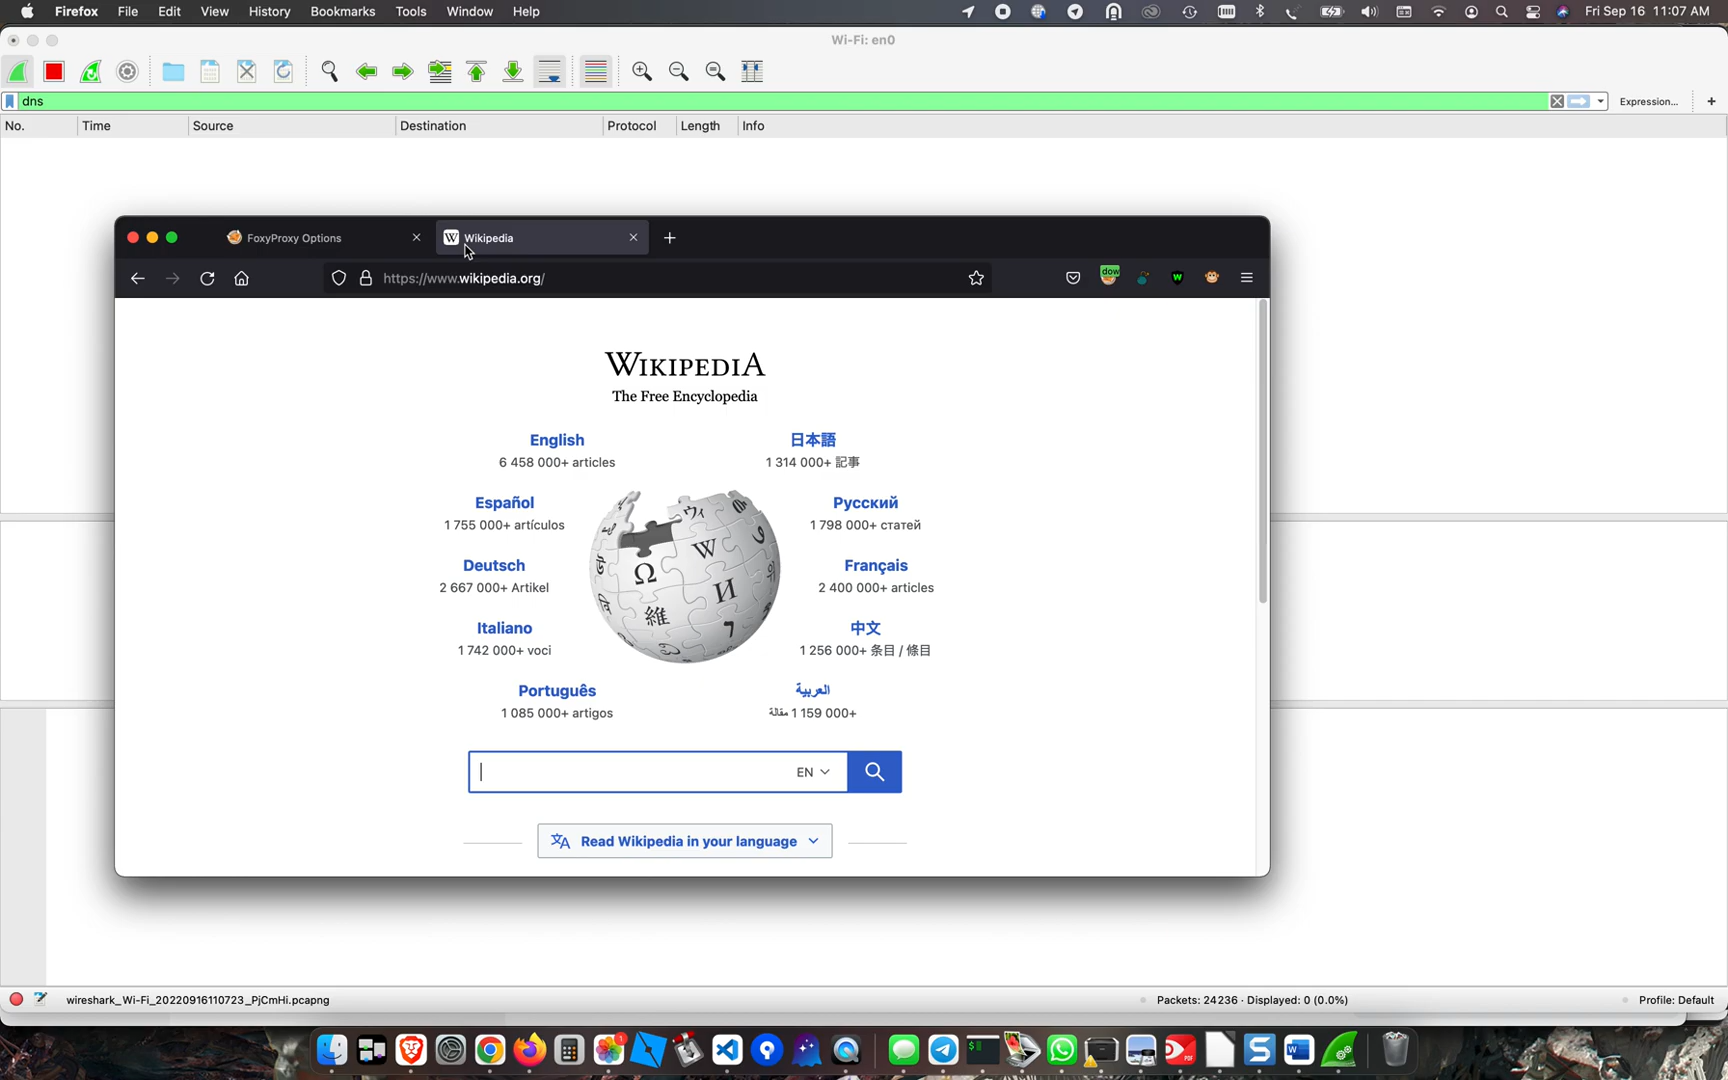 Firefox File Edit View History Bookmarks Tools Window Help Fri Sep 16 11:07 AM
Wi-Fi: en0
dns Expression... +
No. Time Source Destination Protocol Length Info
FoxyProxy Options Wikipedia
https://www.wikipedia.org/ dow
WIKIPEDIA
The Free Encyclopedia
English 日本語
6 458 000+ articles 1 314 000+ 記事
Español Русский
1 755 000+ artículos 1 798 000+ статей
Deutsch Français
2 667 000+ Artikel 2 400 000+ articles
Italiano 中文
1 742 000+ voci 1 256 000+ 条目 / 條目
Português العربية
1 085 000+ artigos 1 159 000+ مقالة
EN
Read Wikipedia in your language
wireshark_Wi-Fi_20220916110723_PjCmHi.pcapng Packets: 24236 · Displayed: 0 (0.0%) Profile: Default